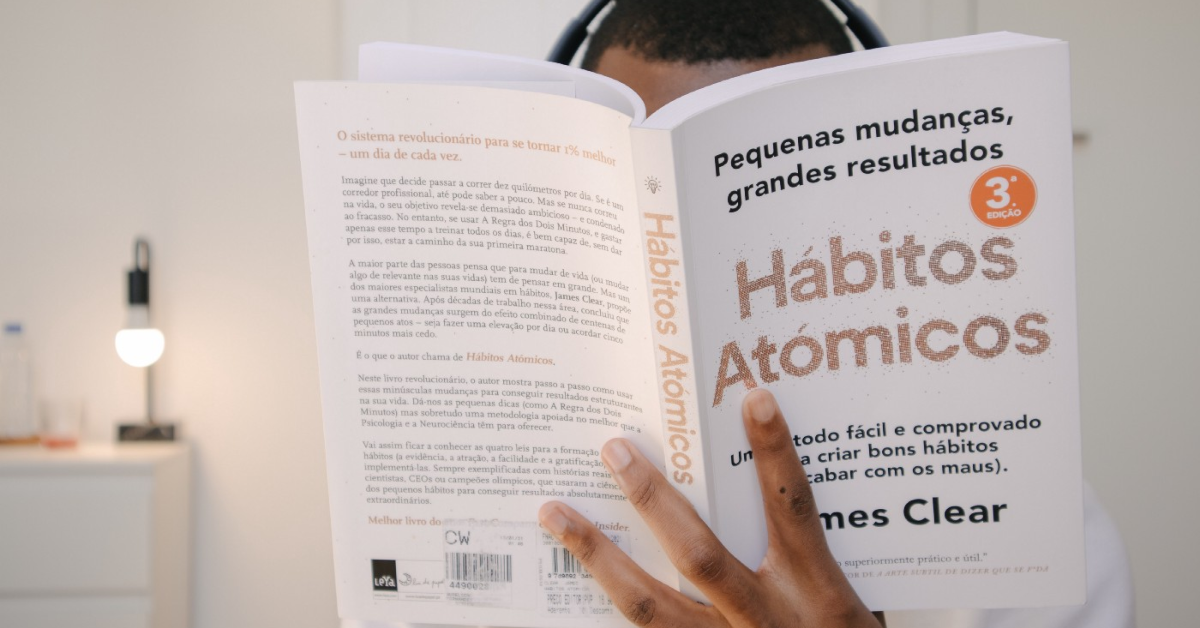 O sistema revolucionário para se tornar 1% melhor
– um dia de cada vez.
Imagine que decide passar a correr dez quilómetros por dia. Se é um
corredor profissional, até pode saber a pouco. Mas se nunca correu
na vida, o seu objetivo revela-se demasiado ambicioso – e condenado
ao fracasso. No entanto, se usar A Regra dos Dois Minutos, e gastar
apenas esse tempo a treinar todos os dias, é bem capaz de, sem dar
por isso, estar a caminho da sua primeira maratona.
A maior parte das pessoas pensa que para mudar de vida (ou mudar
algo de relevante nas suas vidas) tem de pensar em grande. Mas um
dos maiores especialistas mundiais em hábitos, James Clear, propõe
uma alternativa. Após décadas de trabalho nessa área, concluiu que
as grandes mudanças surgem do efeito combinado de centenas de
pequenos atos – seja fazer uma elevação por dia ou acordar cinco
minutos mais cedo.
É o que o autor chama de Hábitos Atómicos.
Neste livro revolucionário, o autor mostra passo a passo como usar
essas minúsculas mudanças para conseguir resultados estruturantes
na sua vida. Dá-nos as pequenas dicas (como A Regra dos Dois
Minutos) mas sobretudo uma metodologia apoiada no melhor que a
Psicologia e a Neurociência têm para oferecer.
Vai assim ficar a conhecer as quatro leis para a formação
hábitos (a evidência, a atração, a facilidade e a gratificação)
implementá-las. Sempre exemplificadas com histórias reais
cientistas, CEOs ou campeões olímpicos, que usaram a ciên
dos pequenos hábitos para conseguir resultados absolutamente
extraordinários.
Melhor livro do Insider.
CW
LeYa
Hábitos Atómicos
Pequenas mudanças,
grandes resultados
3.ª
EDIÇÃO
Hábitos
Atómicos
Um todo fácil e comprovado
a criar bons hábitos
cabar com os maus).
mes Clear
superiormente prático e útil."
TOR DE A ARTE SUBTIL DE DIZER QUE SE F*DA